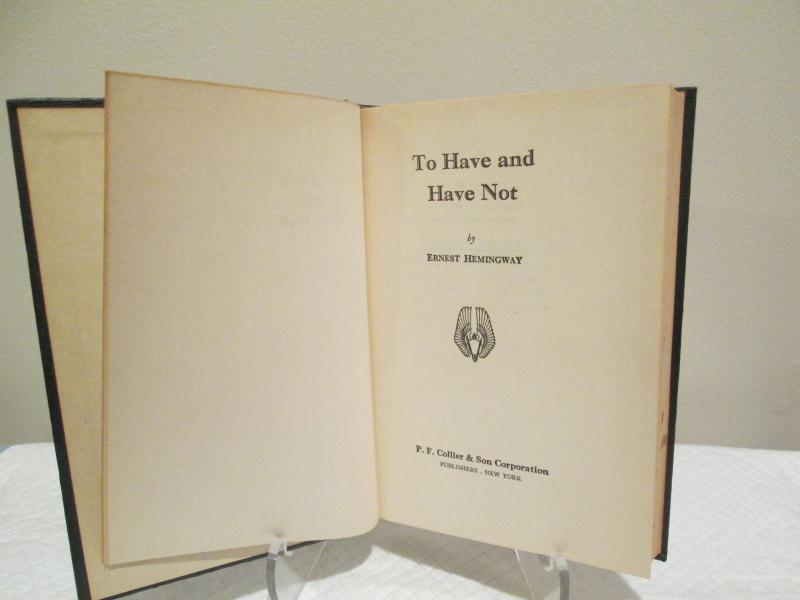 To Have and
Have Not
by
ERNEST HEMINGWAY
P. F. Collier & Son Corporation
PUBLISHERS . NEW YORK